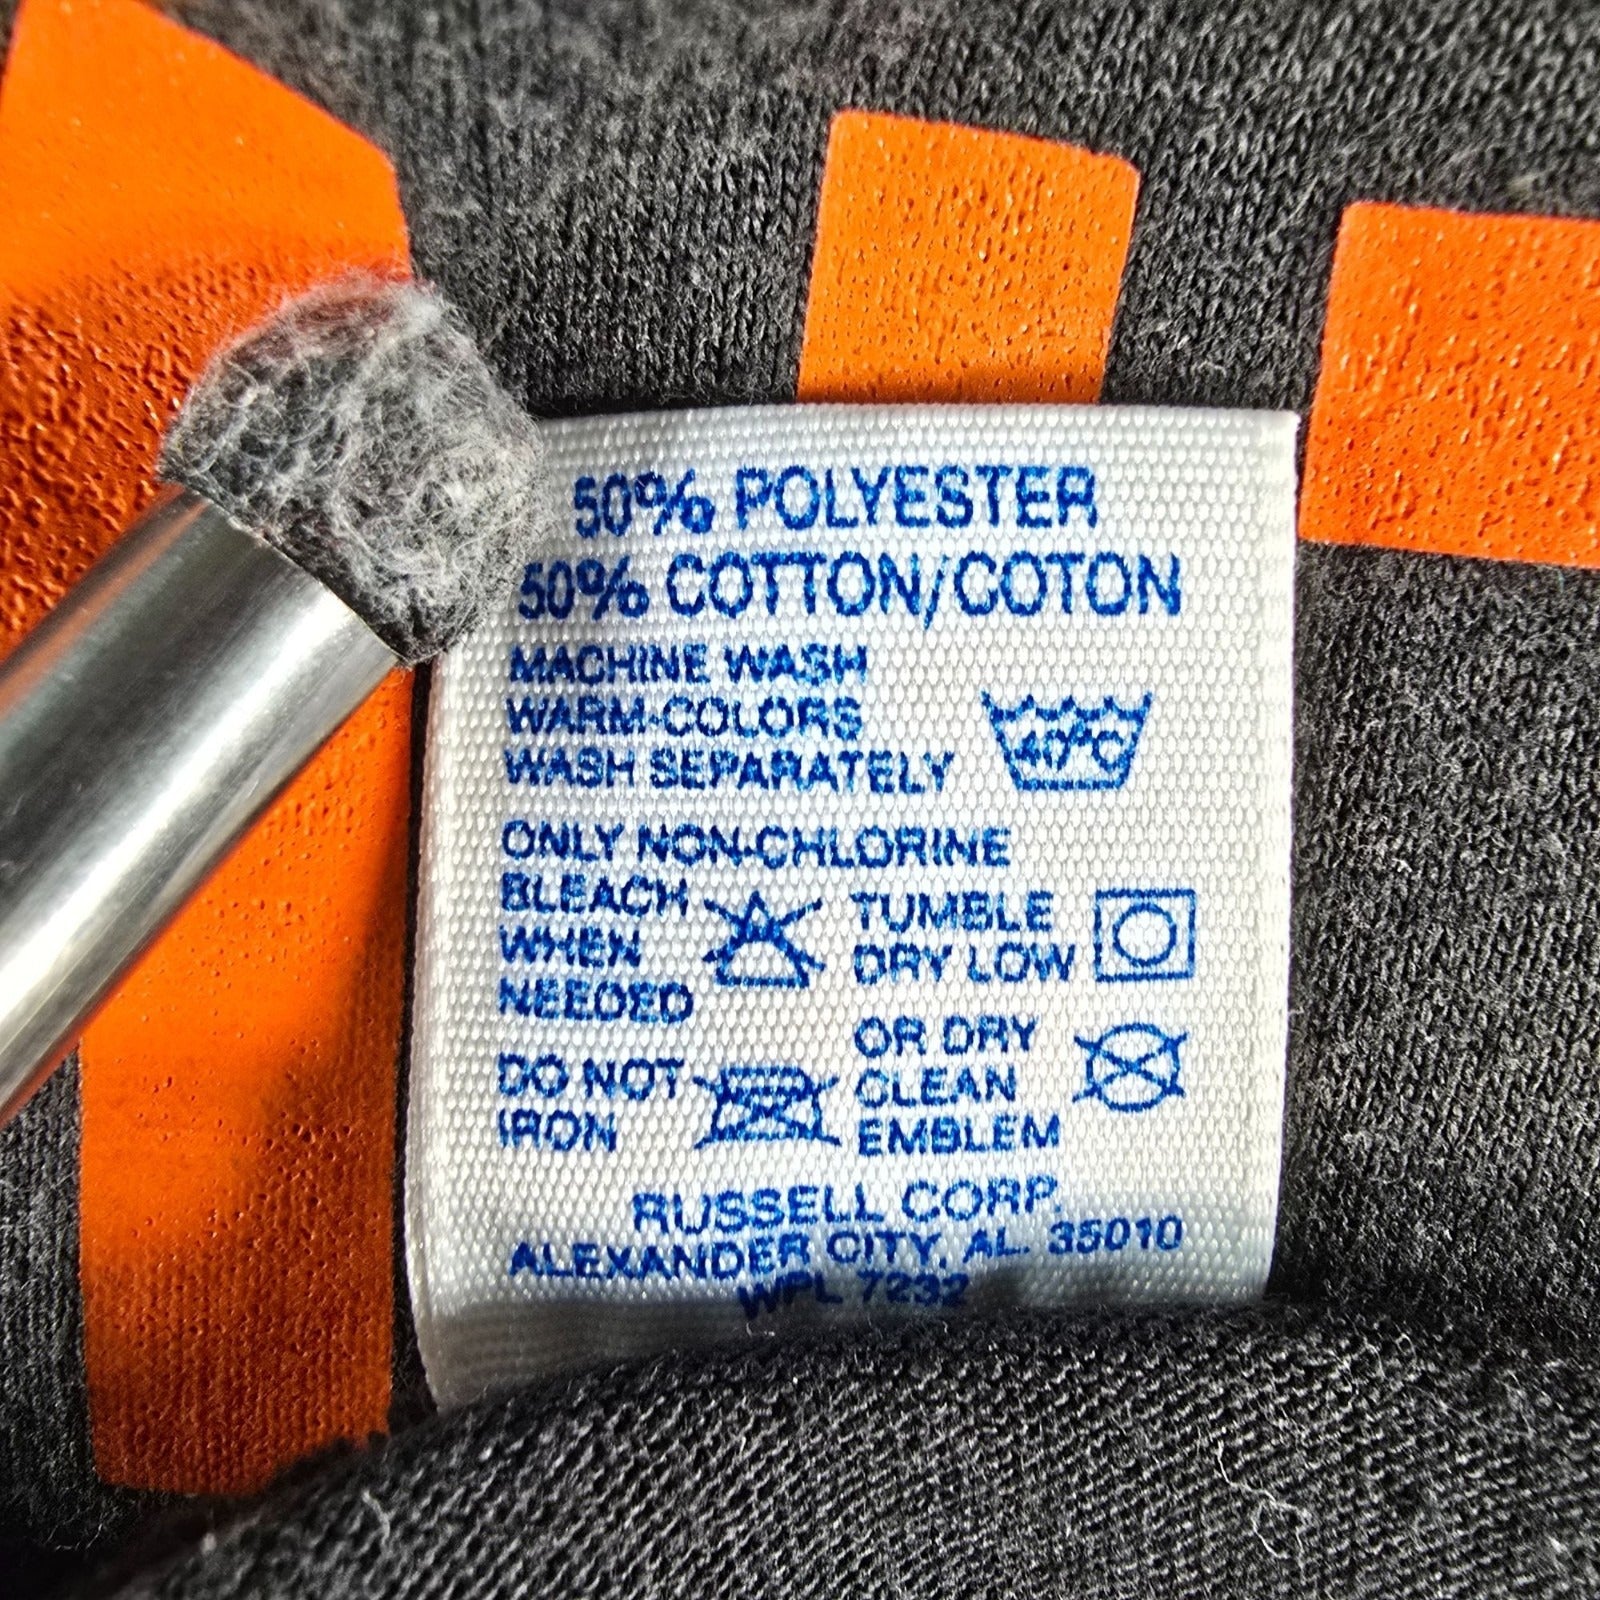 50% POLYESTER
50% COTTON/COTON
MACHINE WASH
WARM-COLORS
WASH SEPARATELY
40°C
ONLY NON-CHLORINE
BLEACH
WHEN
NEEDED
TUMBLE
DRY LOW
DO NOT
IRON
OR DRY
CLEAN
EMBLEM
RUSSELL CORP.
ALEXANDER CITY, AL. 35010
WPL 7232